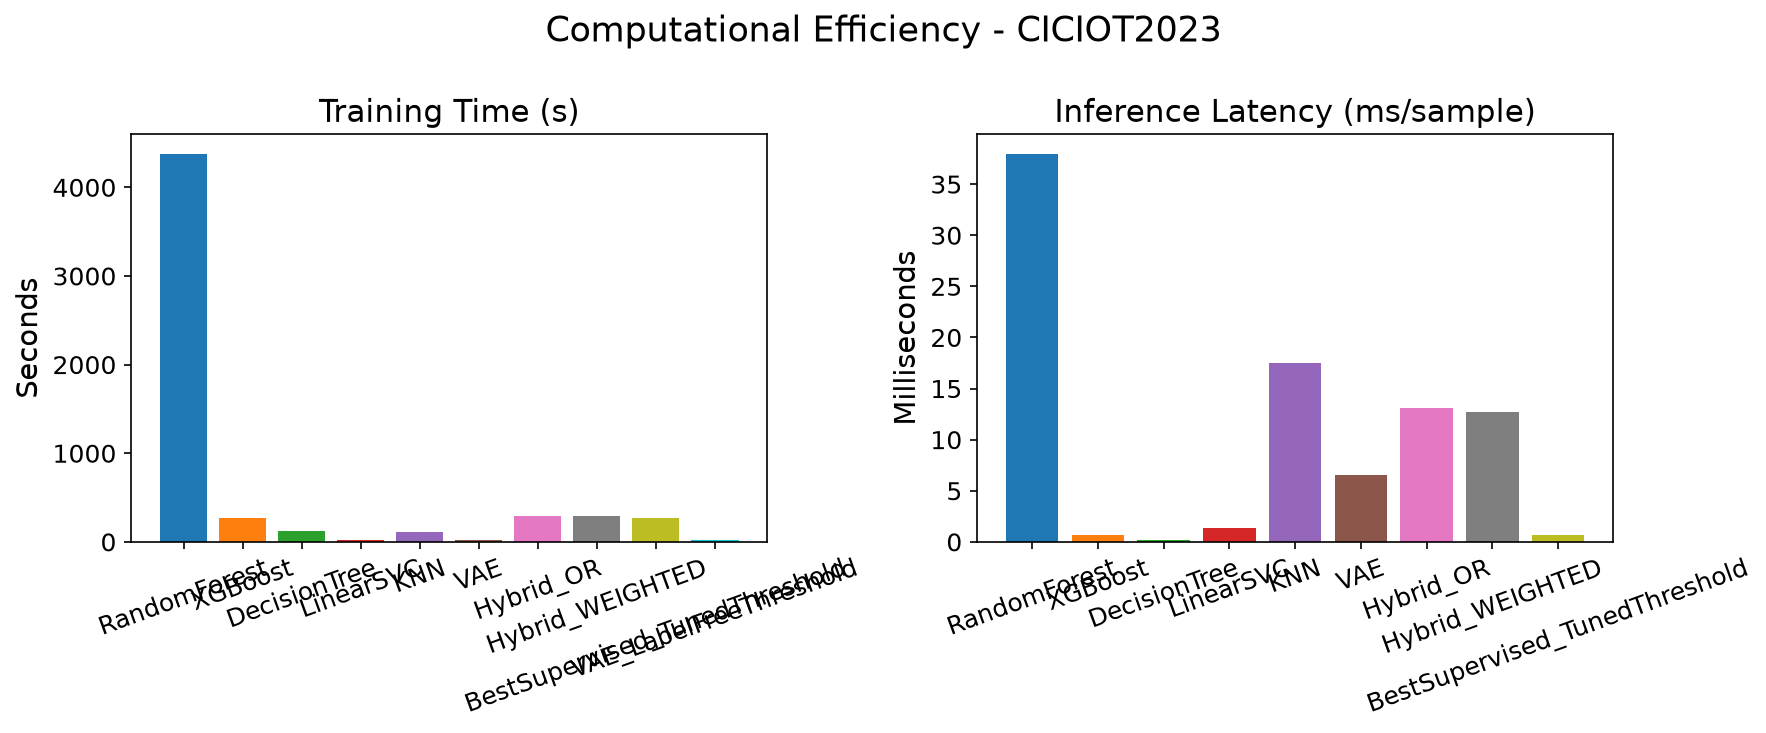 Computational Efficiency - CICIOT2023
Training Time (s)
Seconds
4000
3000
2000
1000
0
RandomForest
XGBoost
DecisionTree
LinearSVC
KNN
VAE
Hybrid_OR
Hybrid_WEIGHTED
BestSupervised_TunedThreshold
VAE_LabelFreeThreshold
Inference Latency (ms/sample)
Milliseconds
35
30
25
20
15
10
5
0
RandomForest
XGBoost
DecisionTree
LinearSVC
KNN
VAE
Hybrid_OR
Hybrid_WEIGHTED
BestSupervised_TunedThreshold